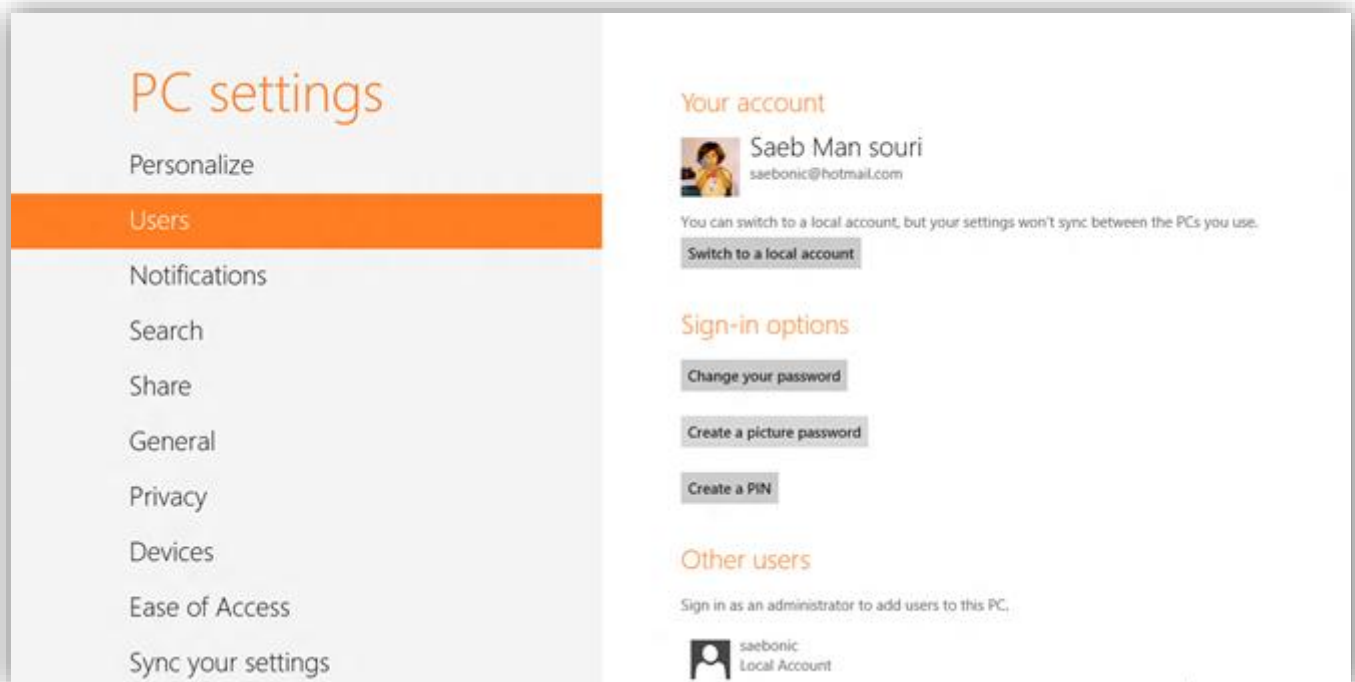 PC settings
Personalize
Users
Notifications
Search
Share
General
Privacy
Devices
Ease of Access
Sync your settings
Your account
Saeb Man souri
saebonic@hotmail.com
You can switch to a local account, but your settings won't sync between the PCs you use.
Switch to a local account
Sign-in options
Change your password
Create a picture password
Create a PIN
Other users
Sign in as an administrator to add users to this PC.
saebonic
Local Account